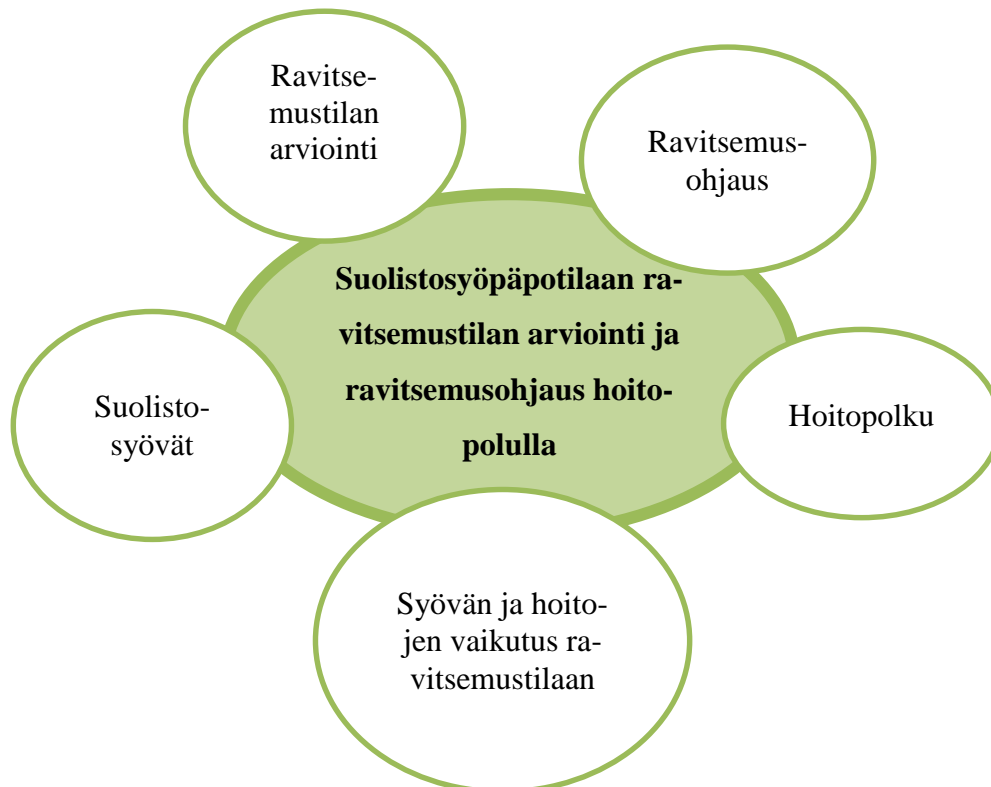 Ravitse-
mustilan
arviointi
Ravitsemus-
ohjaus
Suolistosyöpäpotilaan ra-
vitsemustilan arviointi ja
ravitsemusohjaus hoito-
polulla
Suolisto-
syövät
Hoitopolku
Syövän ja hoito-
jen vaikutus ra-
vitsemustilaan